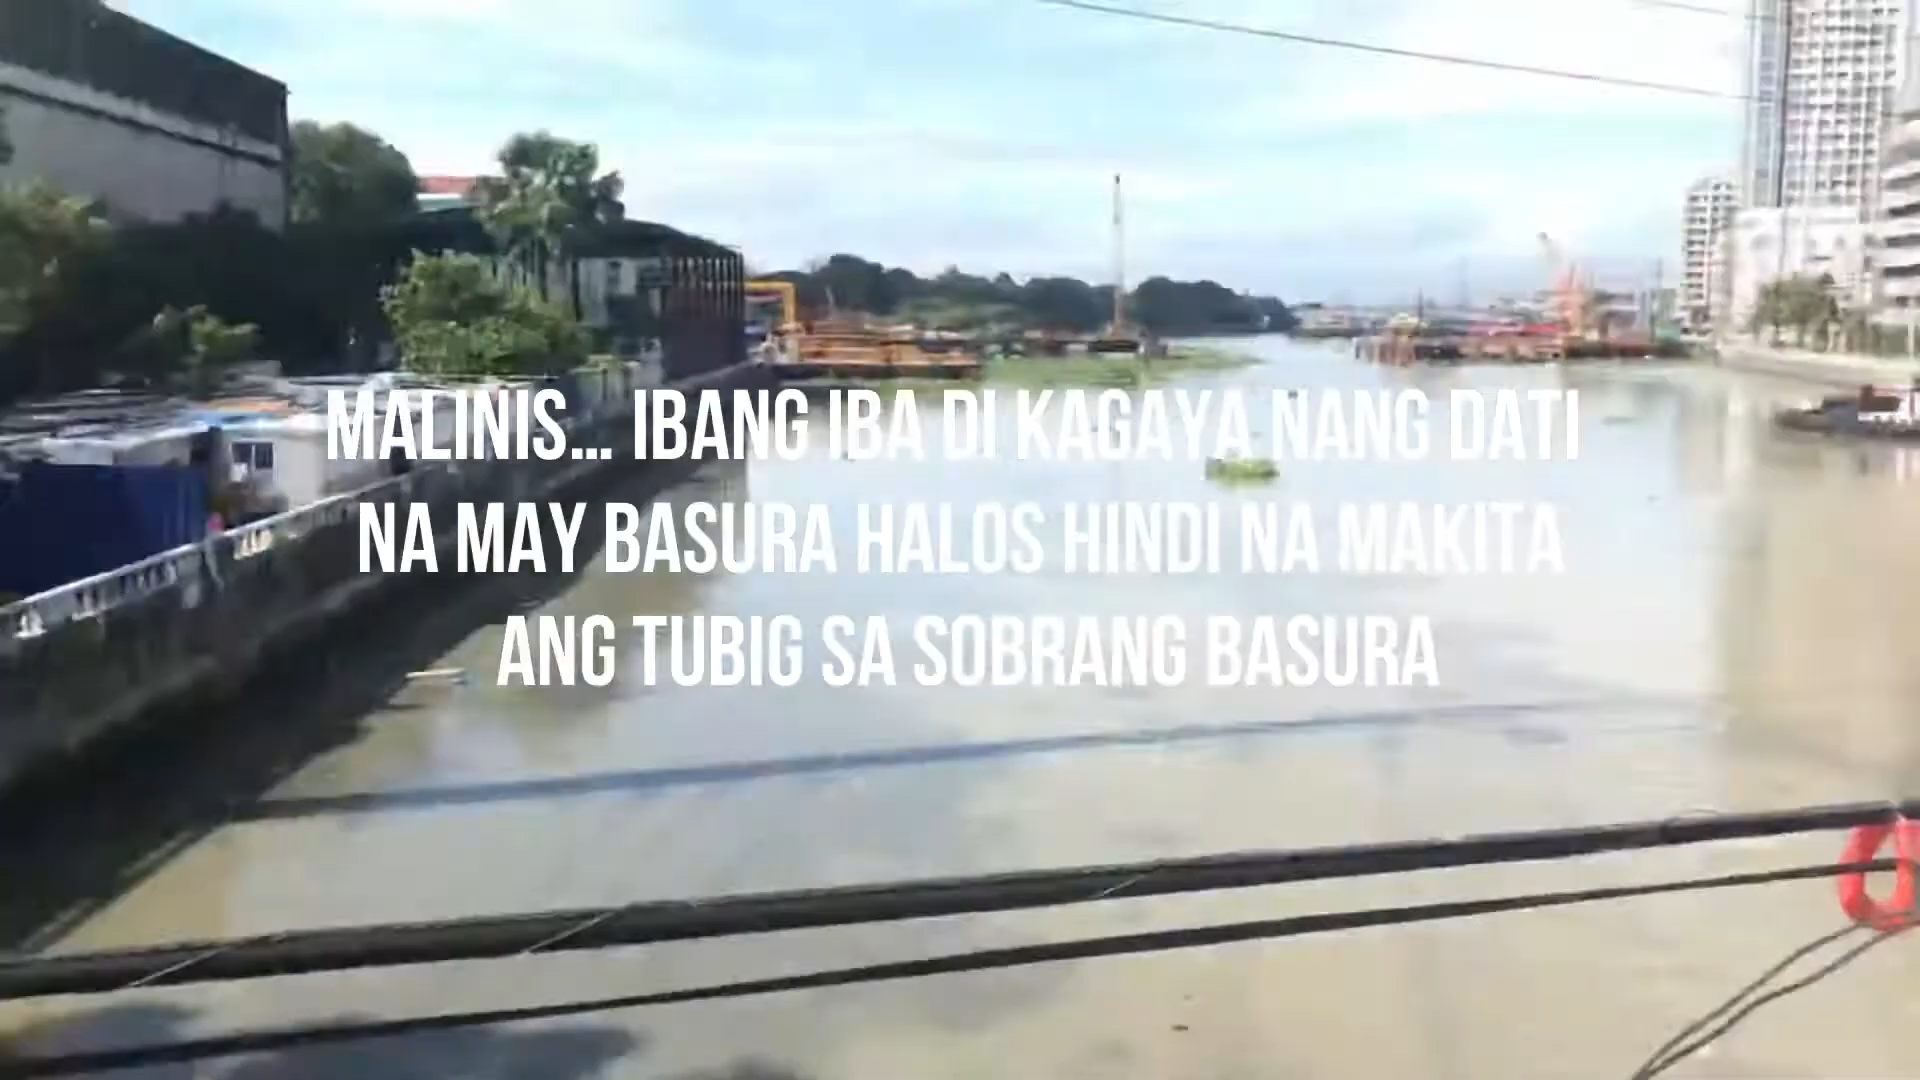 MALINIS... IBANG IBA DI KAGAYA NANG DATI
NA MAY BASURA HALOS HINDI NA MAKITA
ANG TUBIG SA SOBRANG BASURA